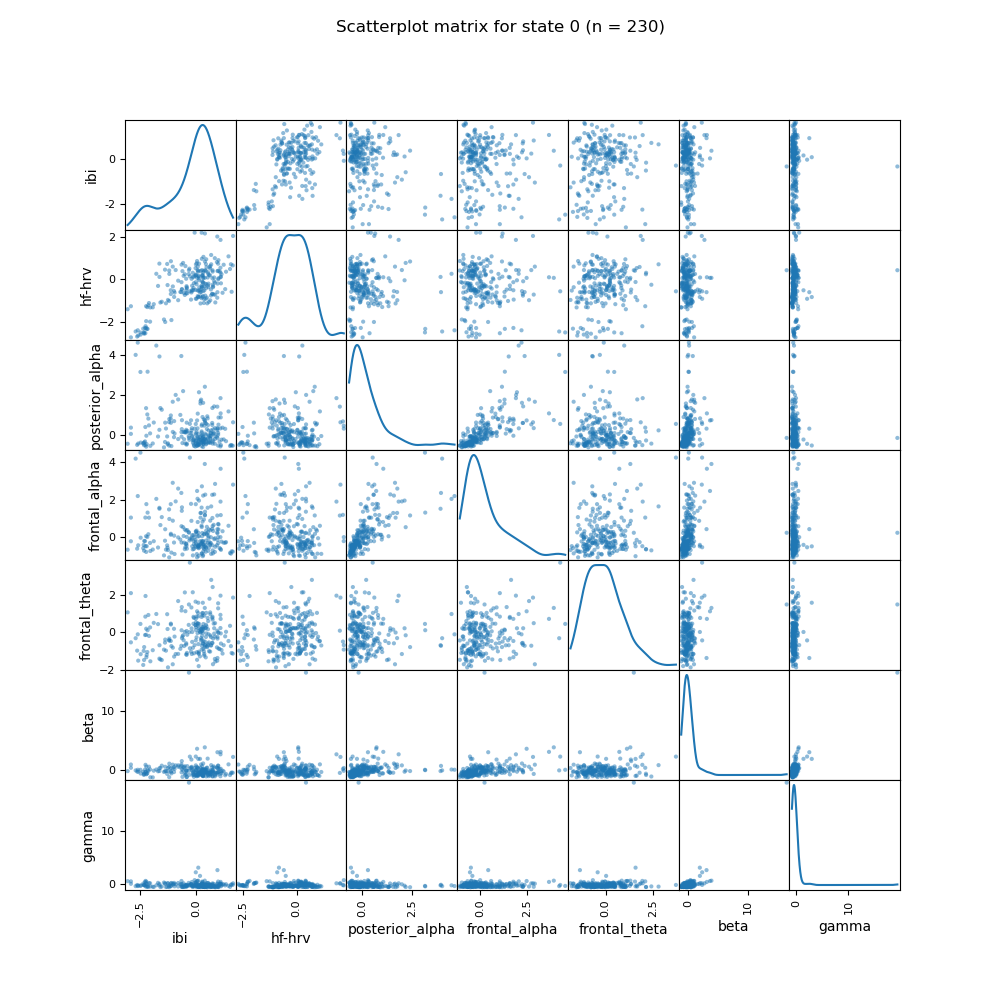 Scatterplot matrix for state 0 (n = 230)
ibi
0
-2
hf-hrv
2
0
−2
posterior_alpha
4
2
0
frontal_alpha
4
2
0
frontal_theta
2
0
−2
beta
10
0
gamma
10
0
−2.5 0.0 −2.5 0.0 0.0 2.5 0.0 2.5 0.0 2.5 0 10 0 10
ibi hf-hrv posterior_alpha frontal_alpha frontal_theta beta gamma